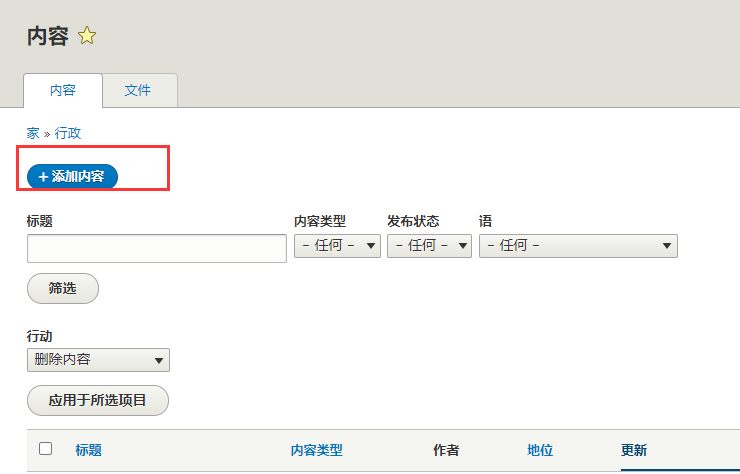 内容
内容 文件
家 » 行政
+ 添加内容
标题 内容类型 发布状态 语
- 任何 - - 任何 - - 任何 -
筛选
行动
删除内容
应用于所选项目
标题 内容类型 作者 地位 更新